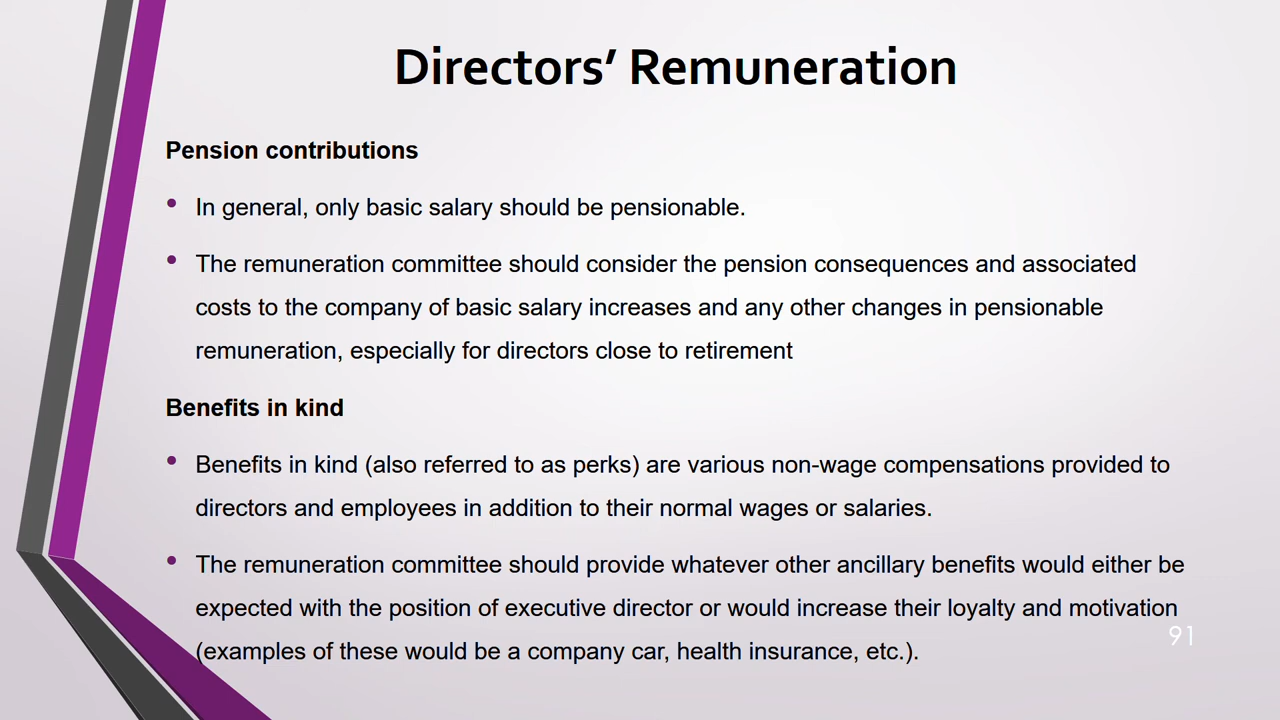 Directors’ Remuneration
Pension contributions
• In general, only basic salary should be pensionable.
• The remuneration committee should consider the pension consequences and associated
costs to the company of basic salary increases and any other changes in pensionable
remuneration, especially for directors close to retirement
Benefits in kind
• Benefits in kind (also referred to as perks) are various non-wage compensations provided to
directors and employees in addition to their normal wages or salaries.
• The remuneration committee should provide whatever other ancillary benefits would either be
expected with the position of executive director or would increase their loyalty and motivation
(examples of these would be a company car, health insurance, etc.).
91